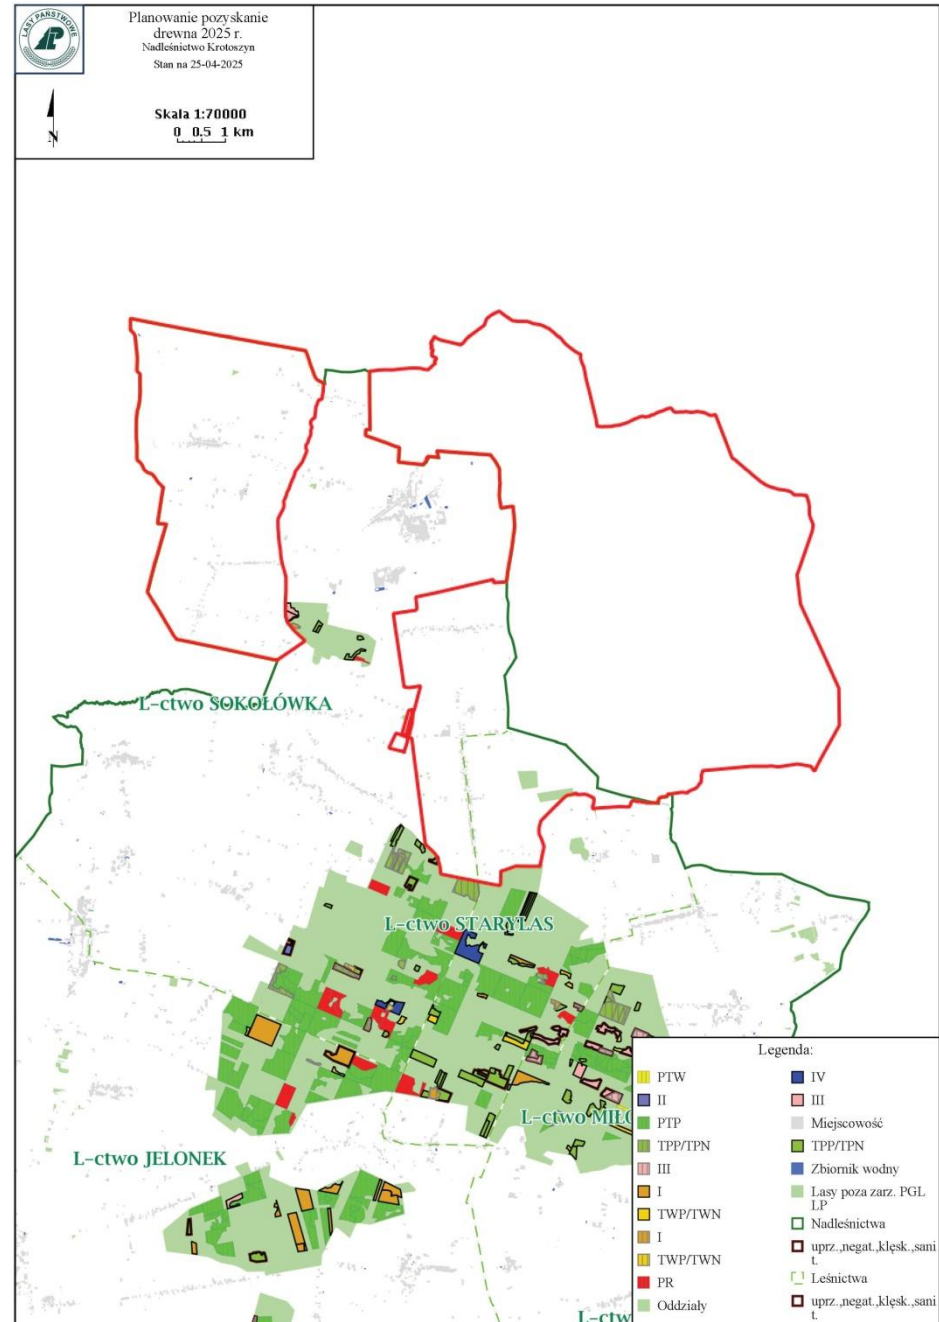 LASY PAŃSTWOWE
Planowanie pozyskanie
drewna 2025 r.
Nadleśnictwo Krotoszyn
Stan na 25-04-2025
N
Skala 1:70000
0 0.5 1 km
L-ctwo SOKOŁÓWKA
L-ctwo STARYLAS
L-ctwo MIŁO
L-ctwo JELONEK
L-ctw
Legenda:
PTW
II
PTP
TPP/TPN
III
I
TWP/TWN
I
TWP/TWN
PR
Oddziały
IV
III
Miejscowość
TPP/TPN
Zbiornik wodny
Lasy poza zarz. PGL
LP
Nadleśnictwa
uprz.,negat.,klęsk.,sani
t.
Leśnictwa
uprz.,negat.,klęsk.,sani
t.